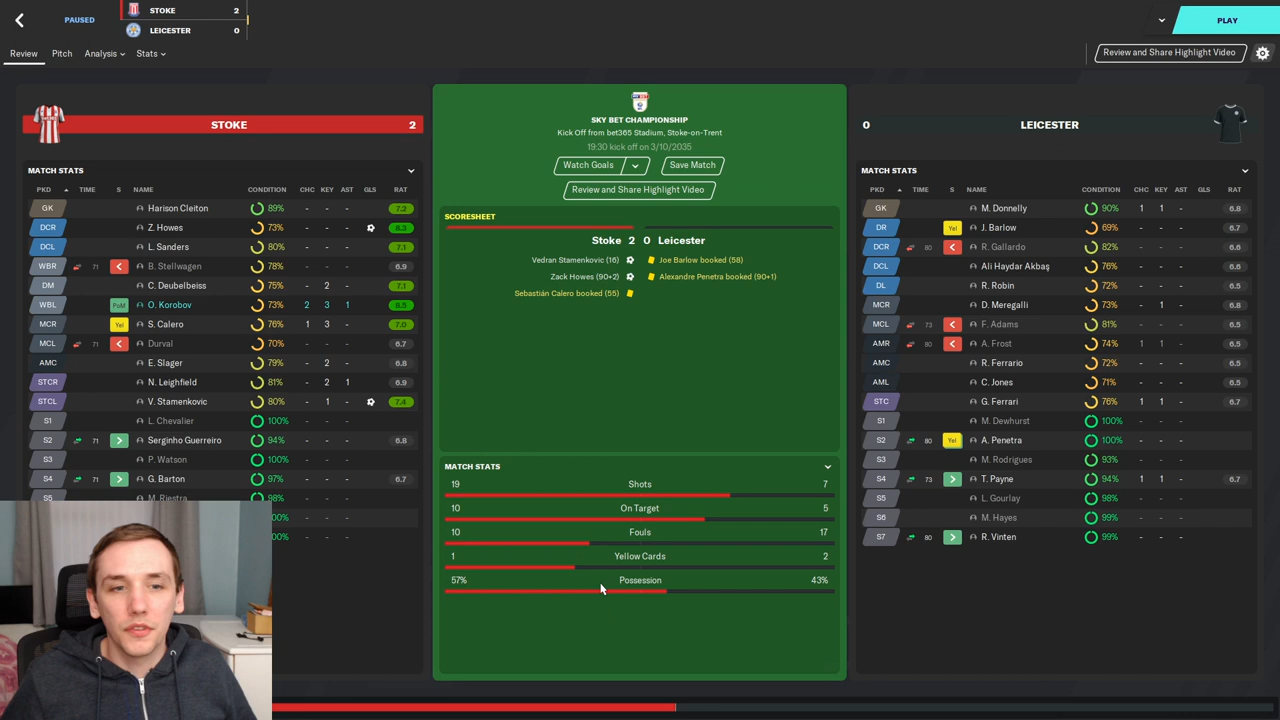 PAUSED
STOKE 2
LEICESTER 0
PLAY
Review Pitch Analysis Stats
Review and Share Highlight Video
STOKE 2
MATCH STATS
PKD TIME S NAME CONDITION CHC KEY AST GLS RAT
GK Harison Cleiton 89% - - - 7.2
DCR Z. Howes 73% - - - 8.3
DCL L. Sanders 80% - - - 7.1
WBR 71 B. Stellwagen 78% - - - 6.9
DM C. Deubelbeiss 75% - 2 - 7.1
WBL PoM O. Korobov 73% 2 3 1 8.5
MCR Yel S. Calero 76% 1 3 - 7.0
MCL 71 Durval 70% - - - 6.7
AMC E. Slager 79% - 2 - 6.8
STCR N. Leighfield 81% - 2 1 6.9
STCL V. Stamenkovic 80% - 1 - 7.4
S1 L. Chevalier 100%
S2 71 Serginho Guerreiro 94% - - - 6.8
S3 P. Watson 100%
S4 71 G. Barton 97% - - - 6.7
S5 M. Riestra 98%
00%
00%
SKY BET CHAMPIONSHIP
Kick Off from bet365 Stadium, Stoke-on-Trent
19:30 kick off on 3/10/2035
Watch Goals Save Match
Review and Share Highlight Video
SCORESHEET
Stoke 2 0 Leicester
Vedran Stamenkovic (16) Joe Barlow booked (58)
Zack Howes (90+2) Alexandre Penetra booked (90+1)
Sebastián Calero booked (55)
MATCH STATS
19 Shots 7
10 On Target 5
10 Fouls 17
1 Yellow Cards 2
57% Possession 43%
0 LEICESTER
MATCH STATS
PKD TIME S NAME CONDITION CHC KEY AST GLS RAT
GK M. Donnelly 90% 1 1 - 6.8
DR Yel J. Barlow 69% - - - 6.7
DCR 80 R. Gallardo 82% - - - 6.6
DCL Ali Haydar Akbaş 76% - - - 6.6
DL R. Robin 72% - - - 6.5
MCR D. Meregalli 73% - 1 - 6.8
MCL 73 F. Adams 81% - - - 6.5
AMR 80 A. Frost 74% 1 1 - 6.5
AMC R. Ferrario 72% - - - 6.5
AML C. Jones 71% - - - 6.5
STC G. Ferrari 76% 1 1 - 6.7
S1 M. Dewhurst 100%
S2 80 Yel A. Penetra 100% - - -
S3 M. Rodrigues 93%
S4 73 T. Payne 94% 1 1 - 6.7
S5 L. Gourlay 98%
S6 M. Hayes 99%
S7 80 R. Vinten 99% - - -